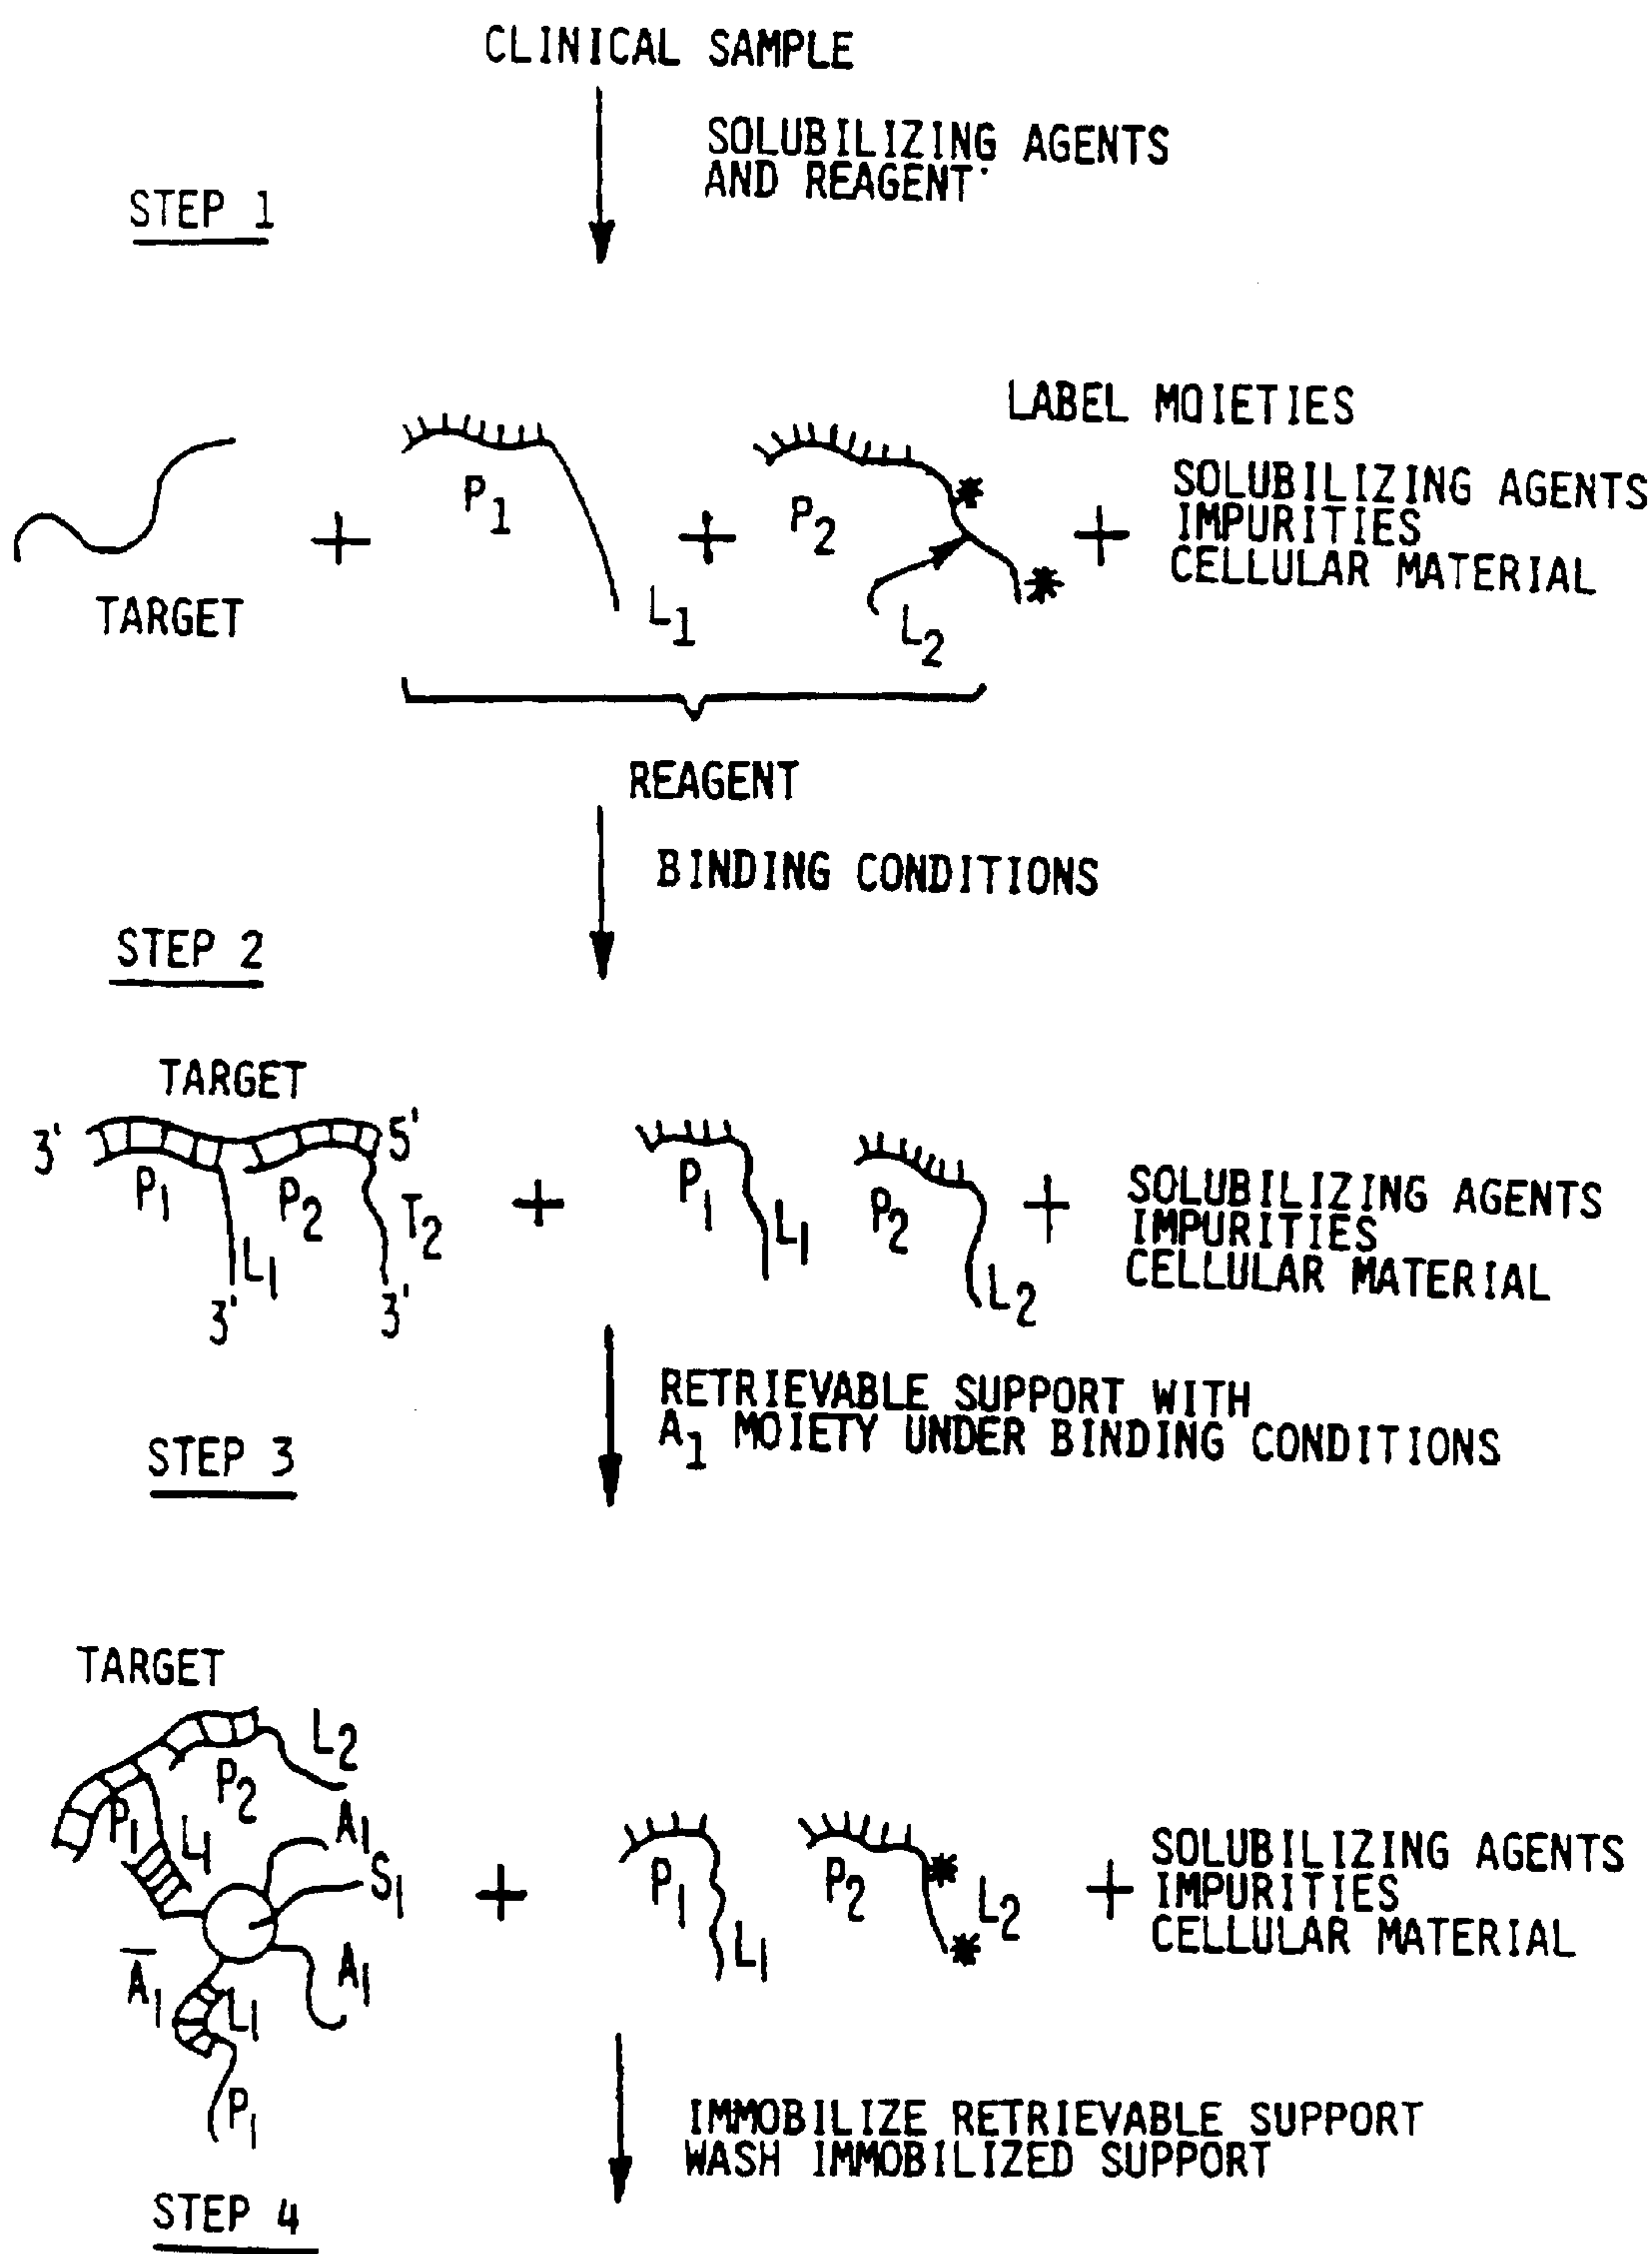 CLINICAL SAMPLE
SOLUBILIZING AGENTS
AND REAGENT
STEP 1
LABEL MOIETIES
TARGET
+
P1
L1
+
P2
*
*
L2
+
SOLUBILIZING AGENTS
IMPURITIES
CELLULAR MATERIAL
REAGENT
BINDING CONDITIONS
STEP 2
TARGET
3'
5'
P1
L1
3'
P2
T2
3'
+
P1
L1
P2
L2
+
SOLUBILIZING AGENTS
IMPURITIES
CELLULAR MATERIAL
RETRIEVABLE SUPPORT WITH
A1 MOIETY UNDER BINDING CONDITIONS
STEP 3
TARGET
L2
P2
P1
L1
A1
S1
A1
A̅1
L1
P1
+
P1
L1
P2
*
L2
*
+
SOLUBILIZING AGENTS
IMPURITIES
CELLULAR MATERIAL
IMMOBILIZE RETRIEVABLE SUPPORT
WASH IMMOBILIZED SUPPORT
STEP 4